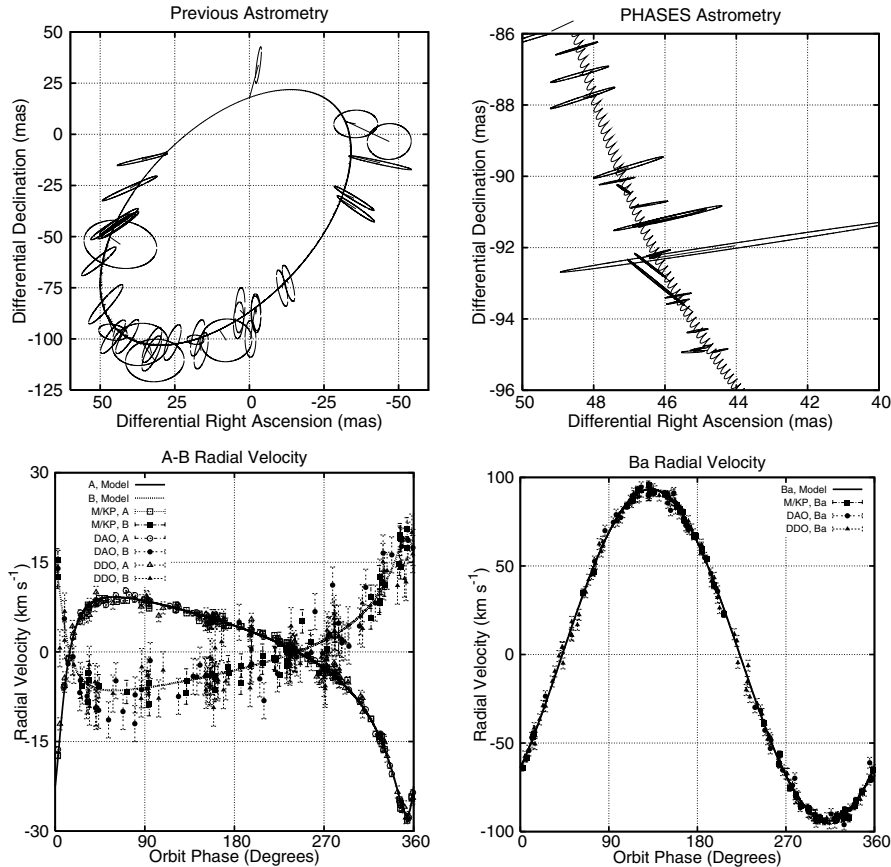 Previous Astrometry
50
25
0
-25
-50
-75
-100
-125
50
25
0
-25
-50
Differential Declination (mas)
Differential Right Ascension (mas)
PHASES Astrometry
-86
-88
-90
-92
-94
-96
50
48
46
44
42
40
Differential Declination (mas)
Differential Right Ascension (mas)
A-B Radial Velocity
30
15
0
-15
-30
0
90
180
270
360
A, Model
B, Model
M/KP, A
M/KP, B
DAO, A
DAO, B
DDO, A
DDO, B
Radial Velocity (km s-1)
Orbit Phase (Degrees)
Ba Radial Velocity
100
50
0
-50
-100
0
90
180
270
360
Ba, Model
M/KP, Ba
DAO, Ba
DDO, Ba
Radial Velocity (km s-1)
Orbit Phase (Degrees)